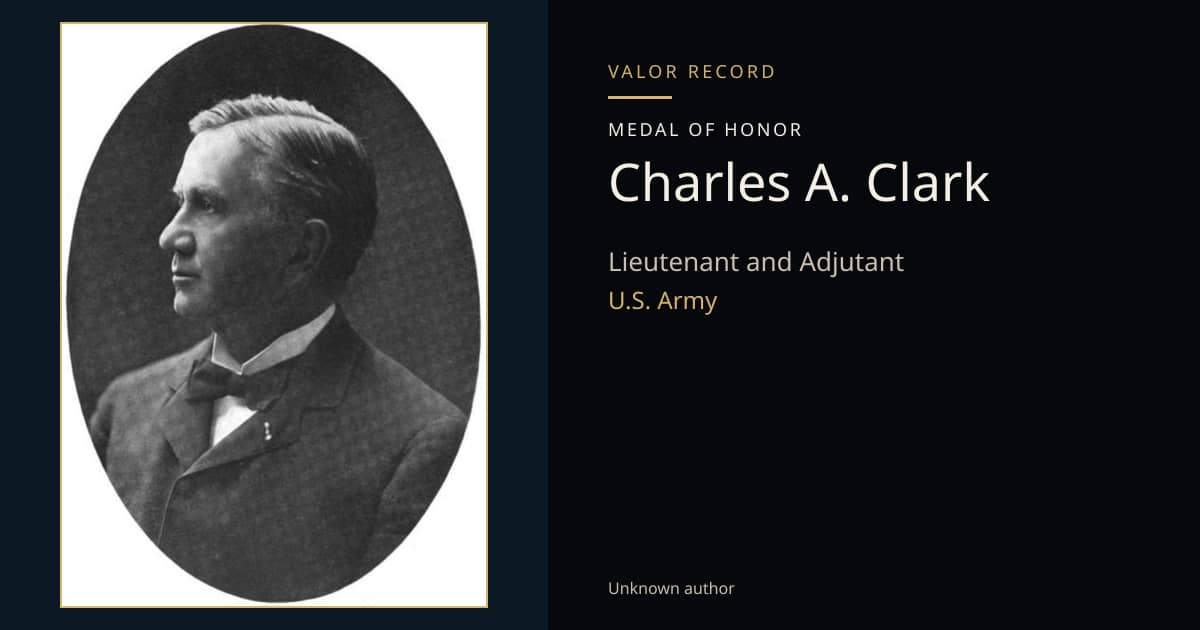 VALOR RECORD
MEDAL OF HONOR
Charles A. Clark
Lieutenant and Adjutant
U.S. Army
Unknown author